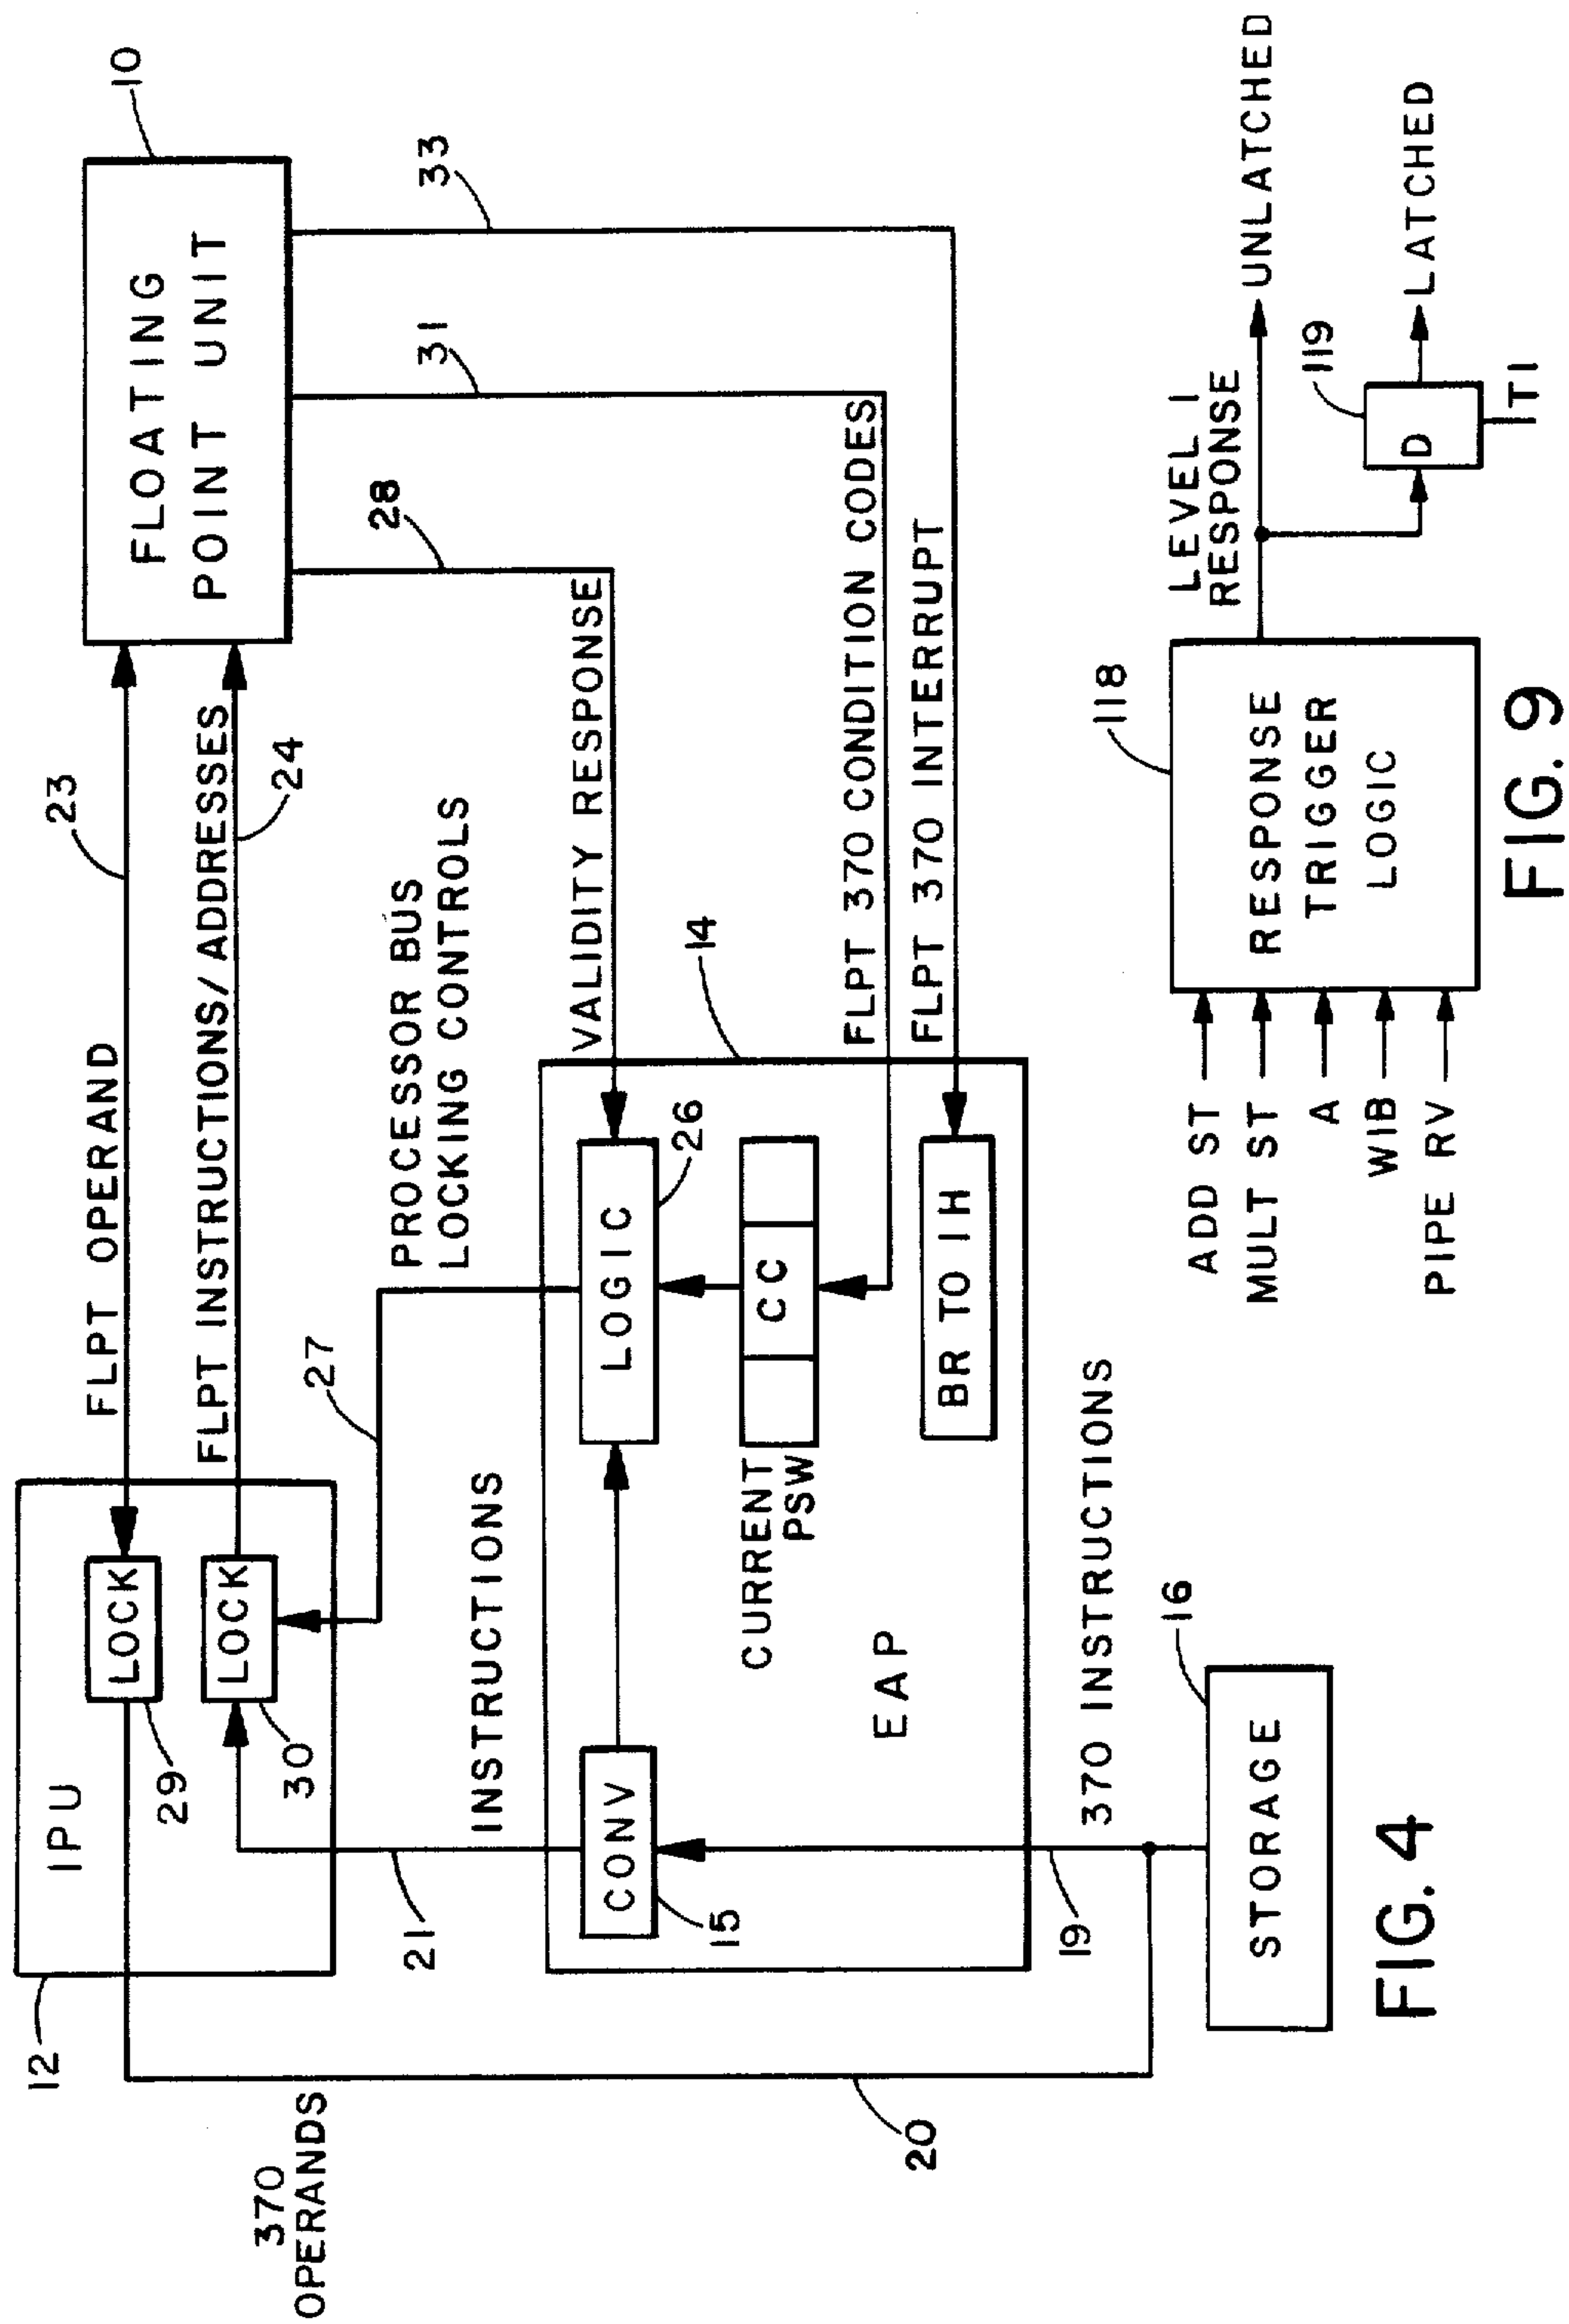 12
IPU
29
LOCK
30
LOCK
FLPT OPERAND
23
FLPT INSTRUCTIONS/ADDRESSES
24
10
FLOATING
POINT UNIT
370
OPERANDS
21
INSTRUCTIONS
27
PROCESSOR BUS
LOCKING CONTROLS
28
31
33
VALIDITY RESPONSE
14
CONV
15
LOGIC
26
CURRENT
PSW
CC
EAP
BR TO IH
FLPT 370 CONDITION CODES
FLPT 370 INTERRUPT
20
19
370 INSTRUCTIONS
16
STORAGE
FIG. 4
ADD ST
MULT ST
A
WIB
PIPE RV
118
RESPONSE
TRIGGER
LOGIC
LEVEL 1
RESPONSE
UNLATCHED
119
D
LATCHED
T1
FIG. 9